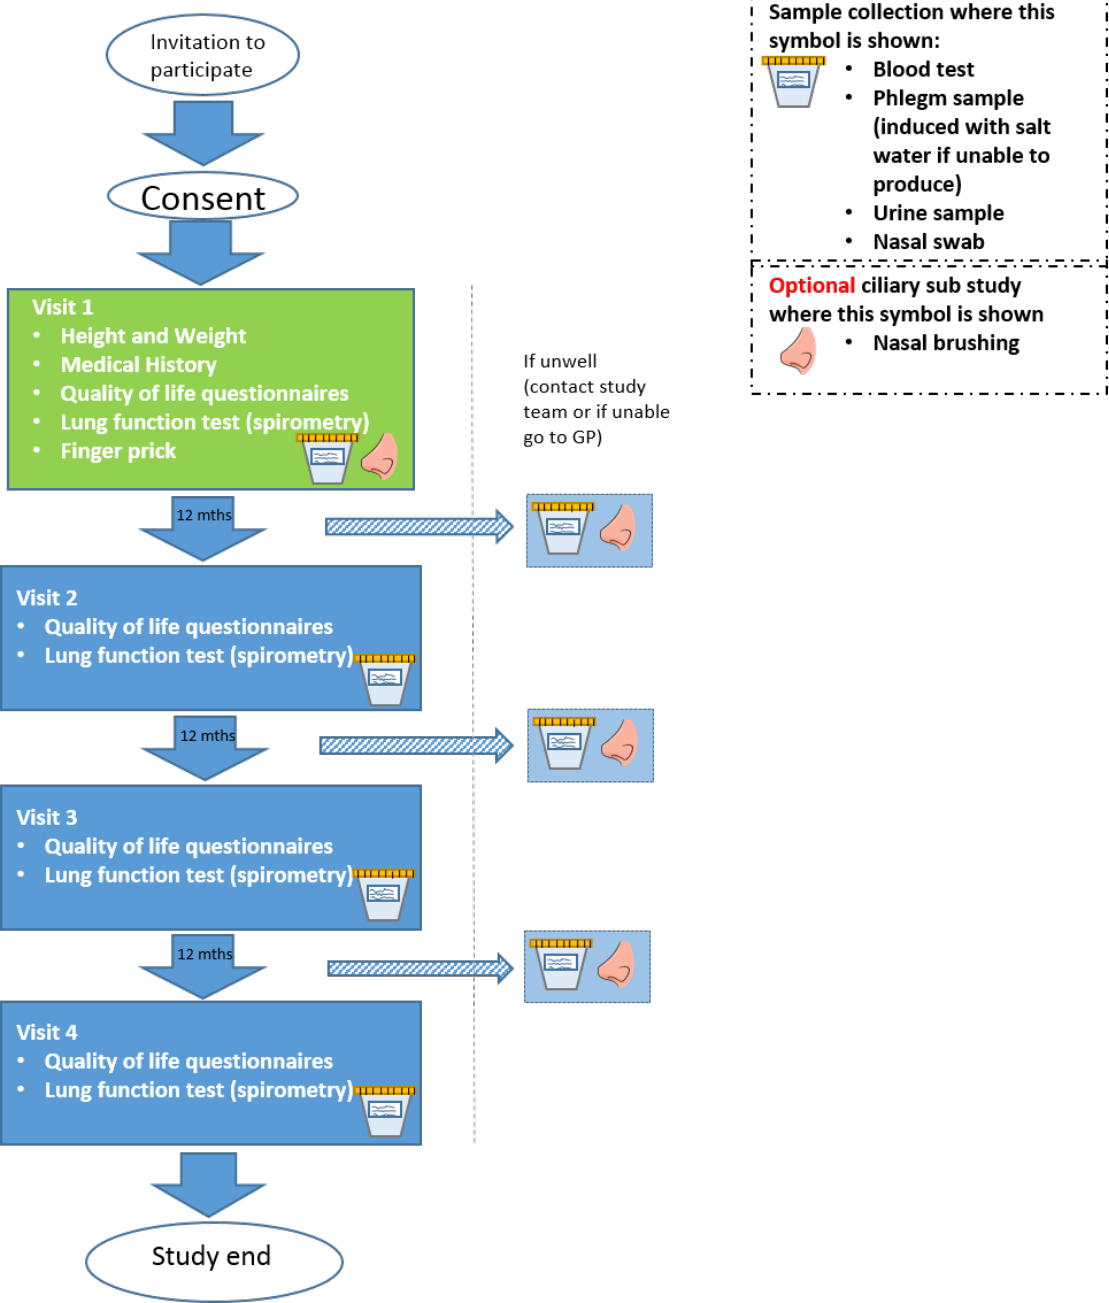 Invitation to
participate
Consent
Visit 1
• Height and Weight
• Medical History
• Quality of life questionnaires
• Lung function test (spirometry)
• Finger prick
12 mths
Visit 2
• Quality of life questionnaires
• Lung function test (spirometry)
12 mths
Visit 3
• Quality of life questionnaires
• Lung function test (spirometry)
12 mths
Visit 4
• Quality of life questionnaires
• Lung function test (spirometry)
Study end
If unwell
(contact study
team or if unable
go to GP)
Sample collection where this
symbol is shown:
• Blood test
• Phlegm sample
(induced with salt
water if unable to
produce)
• Urine sample
• Nasal swab
Optional ciliary sub study
where this symbol is shown
• Nasal brushing